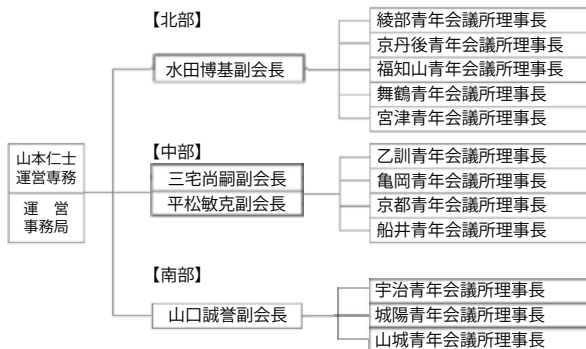 山本仁士
運営専務
運　営
事務局
【北部】
水田博基副会長
綾部青年会議所理事長
京丹後青年会議所理事長
福知山青年会議所理事長
舞鶴青年会議所理事長
宮津青年会議所理事長
【中部】
三宅尚嗣副会長
平松敏克副会長
乙訓青年会議所理事長
亀岡青年会議所理事長
京都青年会議所理事長
船井青年会議所理事長
【南部】
山口誠誉副会長
宇治青年会議所理事長
城陽青年会議所理事長
山城青年会議所理事長